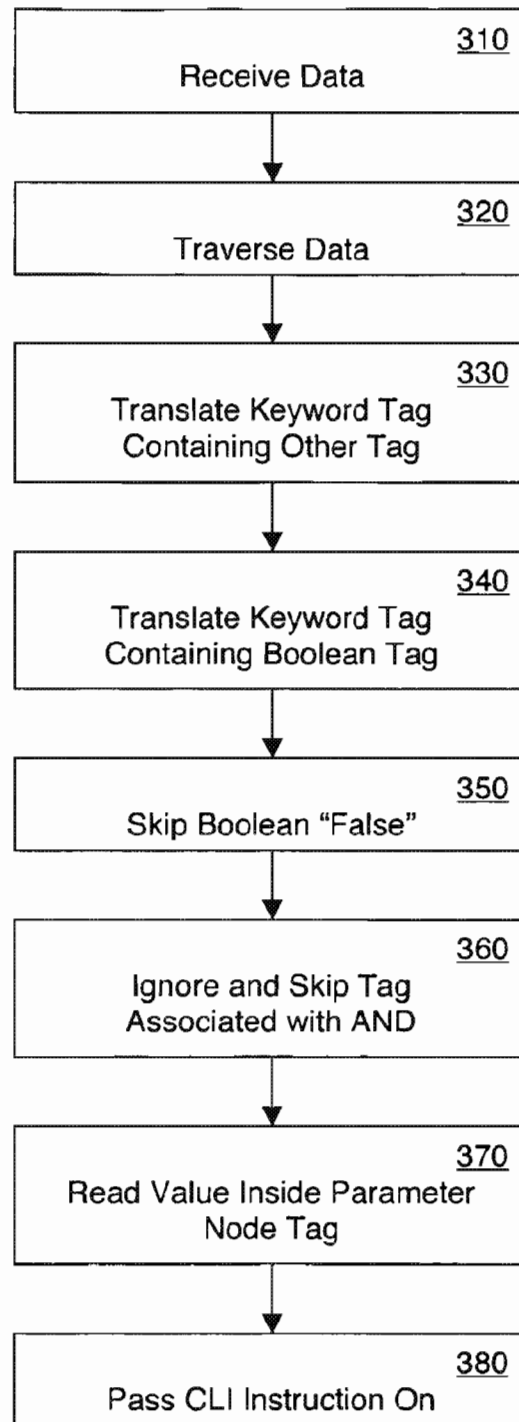 310
Receive Data
320
Traverse Data
330
Translate Keyword Tag
Containing Other Tag
340
Translate Keyword Tag
Containing Boolean Tag
350
Skip Boolean “False”
360
Ignore and Skip Tag
Associated with AND
370
Read Value Inside Parameter
Node Tag
380
Pass CLI Instruction On